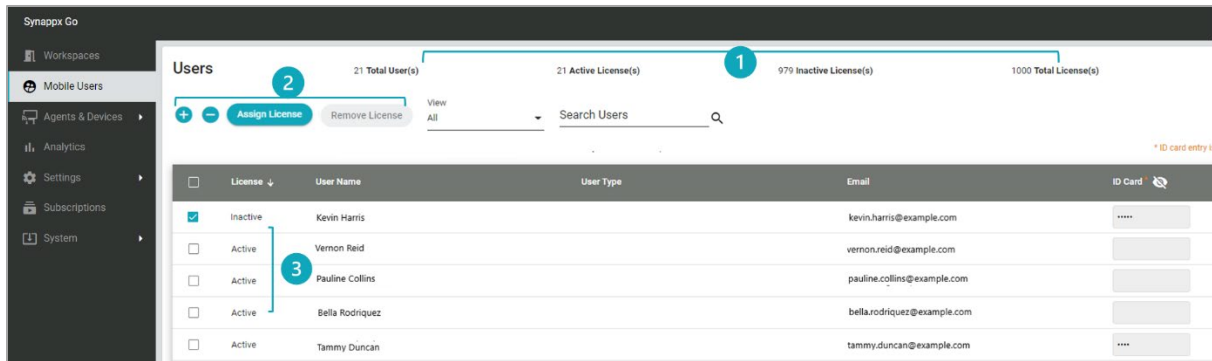 Synappx Go
Workspaces
Mobile Users
Agents & Devices
Analytics
Settings
Subscriptions
System
Users
21 Total User(s)
21 Active License(s)
1
979 Inactive License(s)
1000 Total License(s)
2
Assign License
Remove License
View
All
Search Users
* ID card entry i
License ↓ User Name User Type Email ID Card *
Inactive Kevin Harris kevin.harris@example.com •••••
Active Vernon Reid vernon.reid@example.com
3
Active Pauline Collins pauline.collins@example.com
Active Bella Rodriquez bella.rodriquez@example.com
Active Tammy Duncan tammy.duncan@example.com ••••